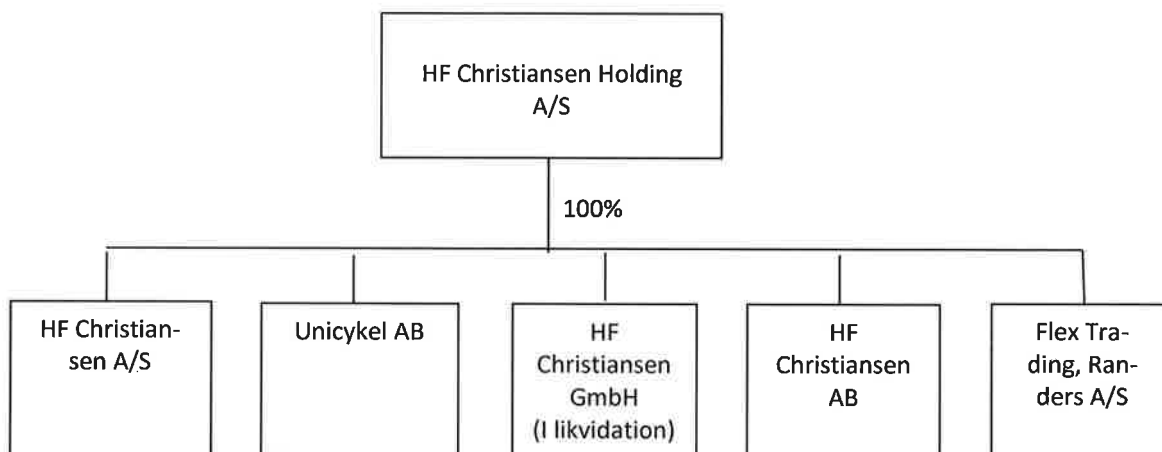 HF Christiansen Holding
A/S
100%
HF Christian-
sen A/S
Unicykel AB
HF
Christiansen
GmbH
(I likvidation)
HF
Christiansen
AB
Flex Tra-
ding, Ran-
ders A/S